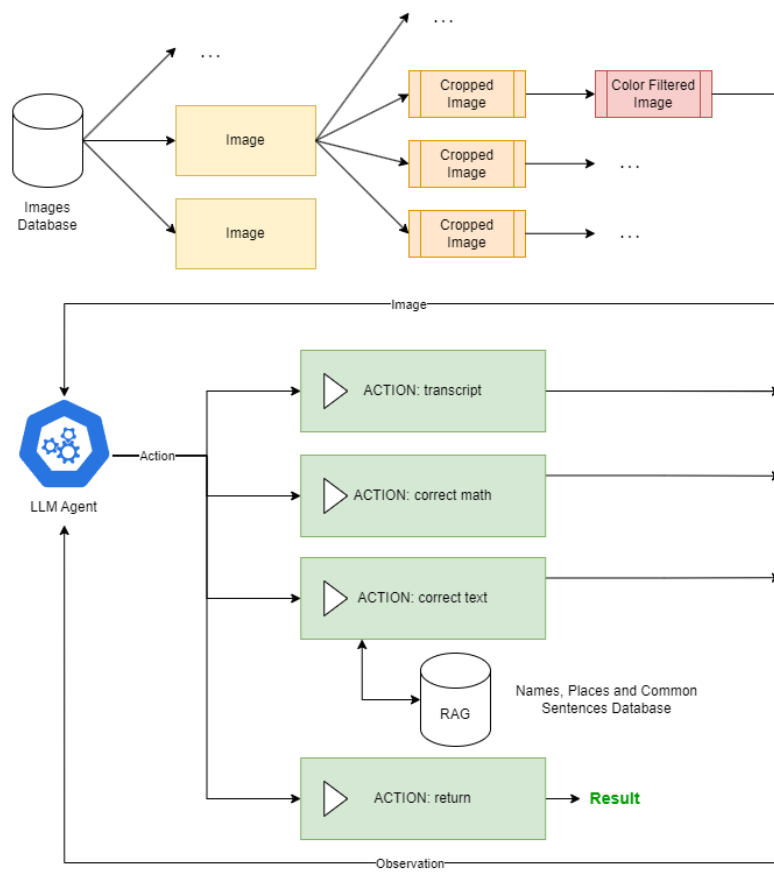 ...
...
Cropped
Image
Color Filtered
Image
Image
Cropped
Image
...
Images
Database
Image
Cropped
Image
...
Image
ACTION: transcript
Action
ACTION: correct math
LLM Agent
ACTION: correct text
RAG
Names, Places and Common
Sentences Database
ACTION: return
Result
Observation